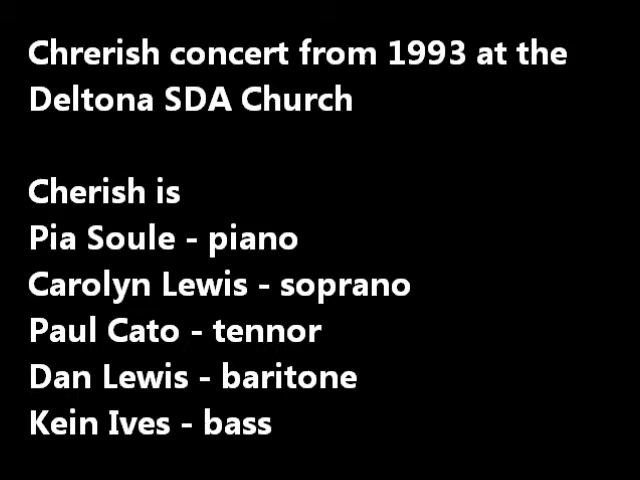 Chrerish concert from 1993 at the
Deltona SDA Church
Cherish is
Pia Soule - piano
Carolyn Lewis - soprano
Paul Cato - tennor
Dan Lewis - baritone
Kein Ives - bass